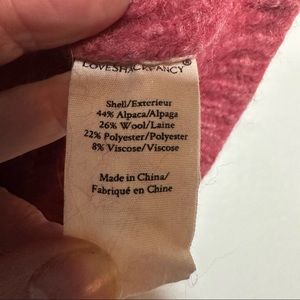 LOVESHACKFANCY®
Shell/Exterieur
44% Alpaca/Alpaga
26% Wool/Laine
22% Polyester/Polyester
8% Viscose/Viscose
Made in China/
Fabriqué en Chine